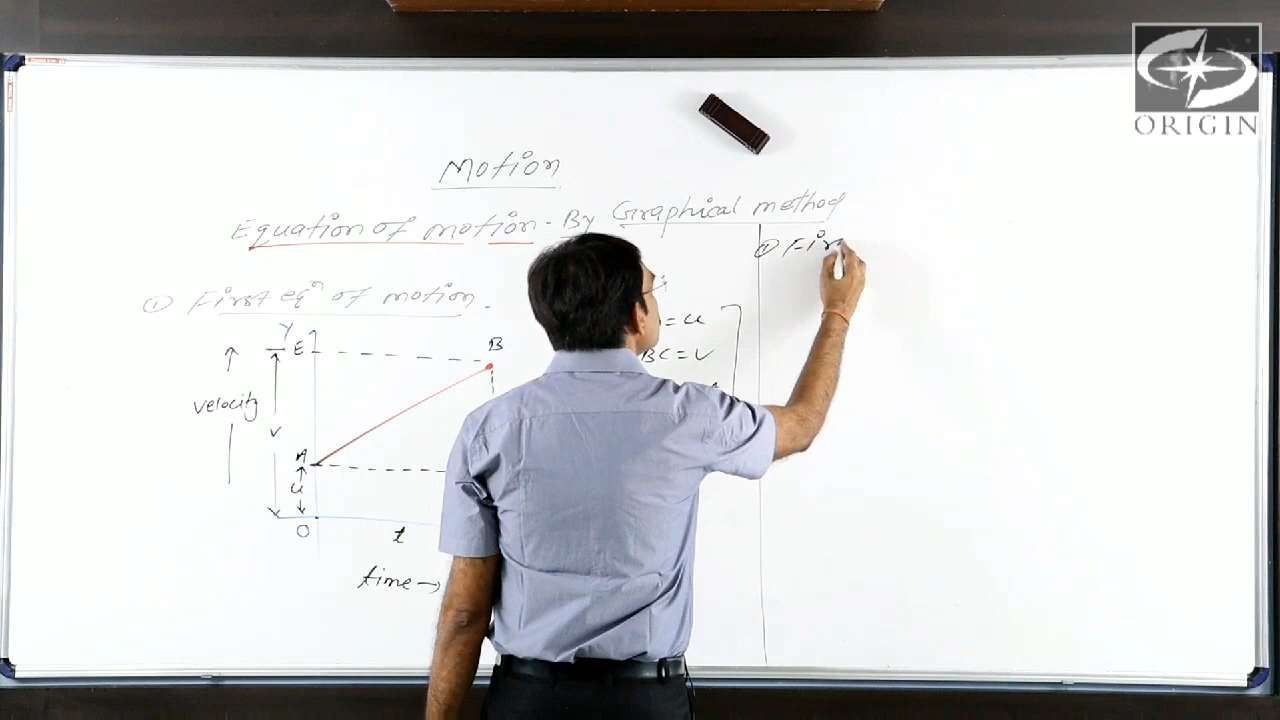 ORIGIN
Motion
Equation of motion - By Graphical method
① First eqⁿ of motion.
① Fir
= u
BC = V
Y
E
B
velocity
v
A
u
O
t
time →